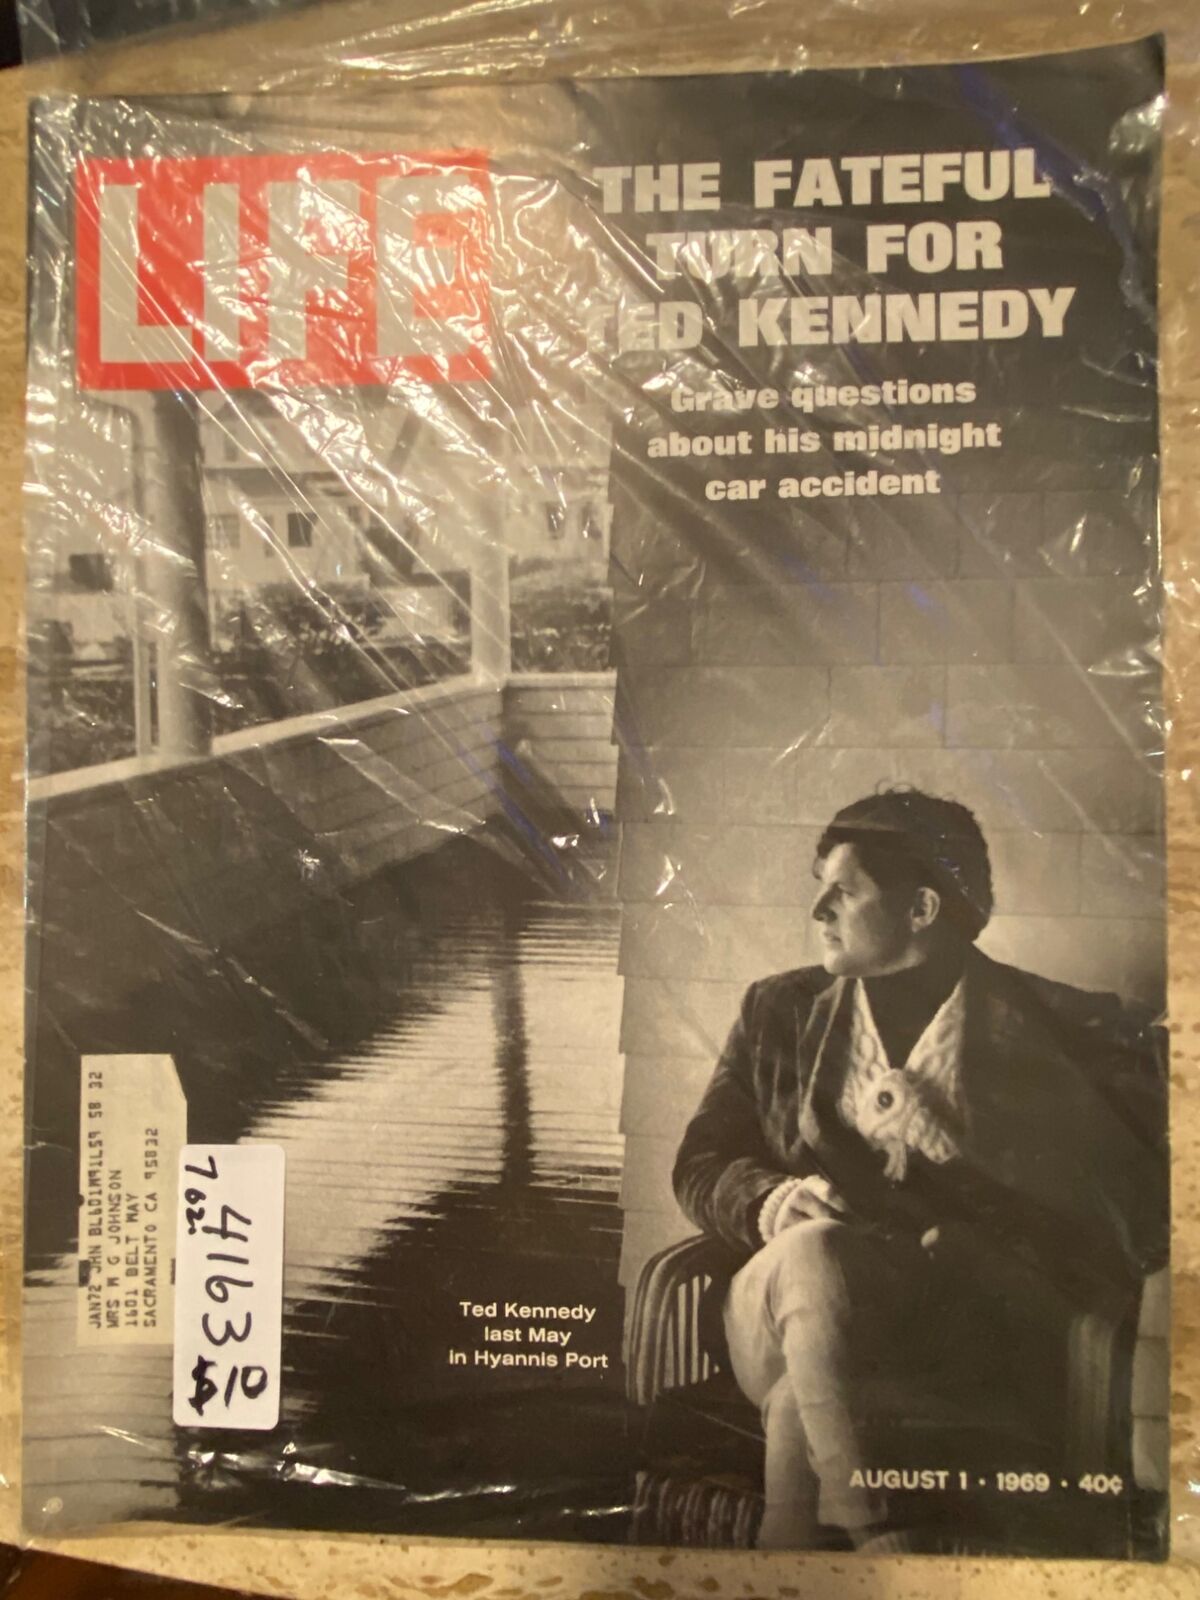 LIFE
THE FATEFUL
TURN FOR
TED KENNEDY
Grave questions
about his midnight
car accident
JAN72 JHN BL601M91L59 58 32
MRS M G JOHNSON
1601 BELT WAY
SACRAMENTO CA 95832
41163
7.62
$10
Ted Kennedy
last May
in Hyannis Port
AUGUST 1 · 1969 · 40¢